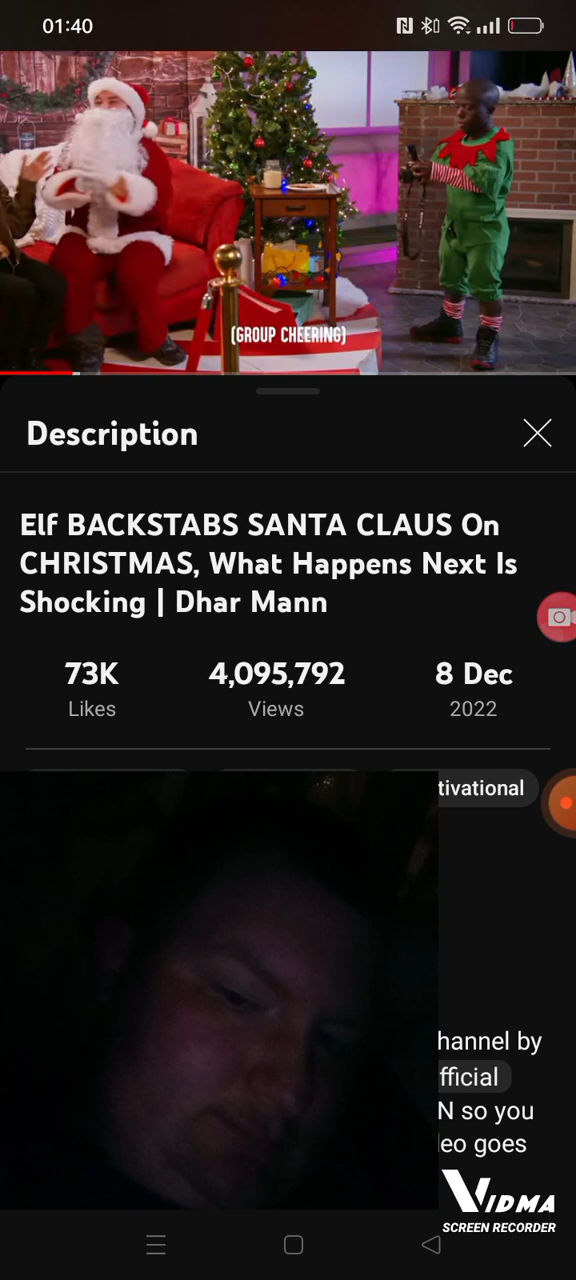 01:40
(GROUP CHEERING)
Description
Elf BACKSTABS SANTA CLAUS On
CHRISTMAS, What Happens Next Is
Shocking | Dhar Mann
73K
4,095,792
8 Dec
Likes
Views
2022
tivational
hannel by
fficial
N so you
eo goes
VIDMA
SCREEN RECORDER